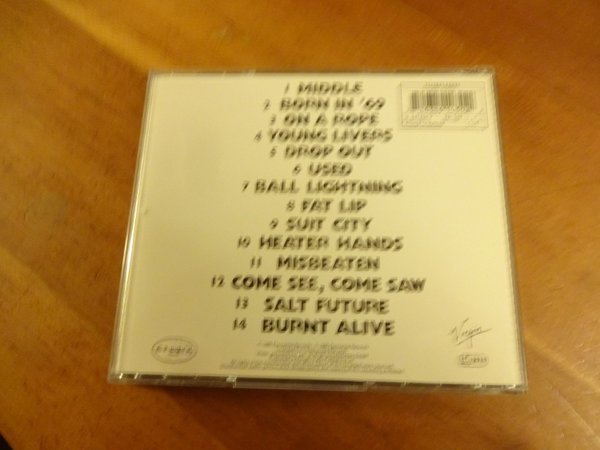 1 MIDDLE
2 BORN IN '69
3 ON A ROPE
4 YOUNG LIVERS
5 DROP OUT
6 USED
7 BALL LIGHTNING
8 FAT LIP
9 SUIT CITY
10 HEATER HANDS
11 MISBEATEN
12 COME SEE, COME SAW
13 SALT FUTURE
14 BURNT ALIVE
Virgin